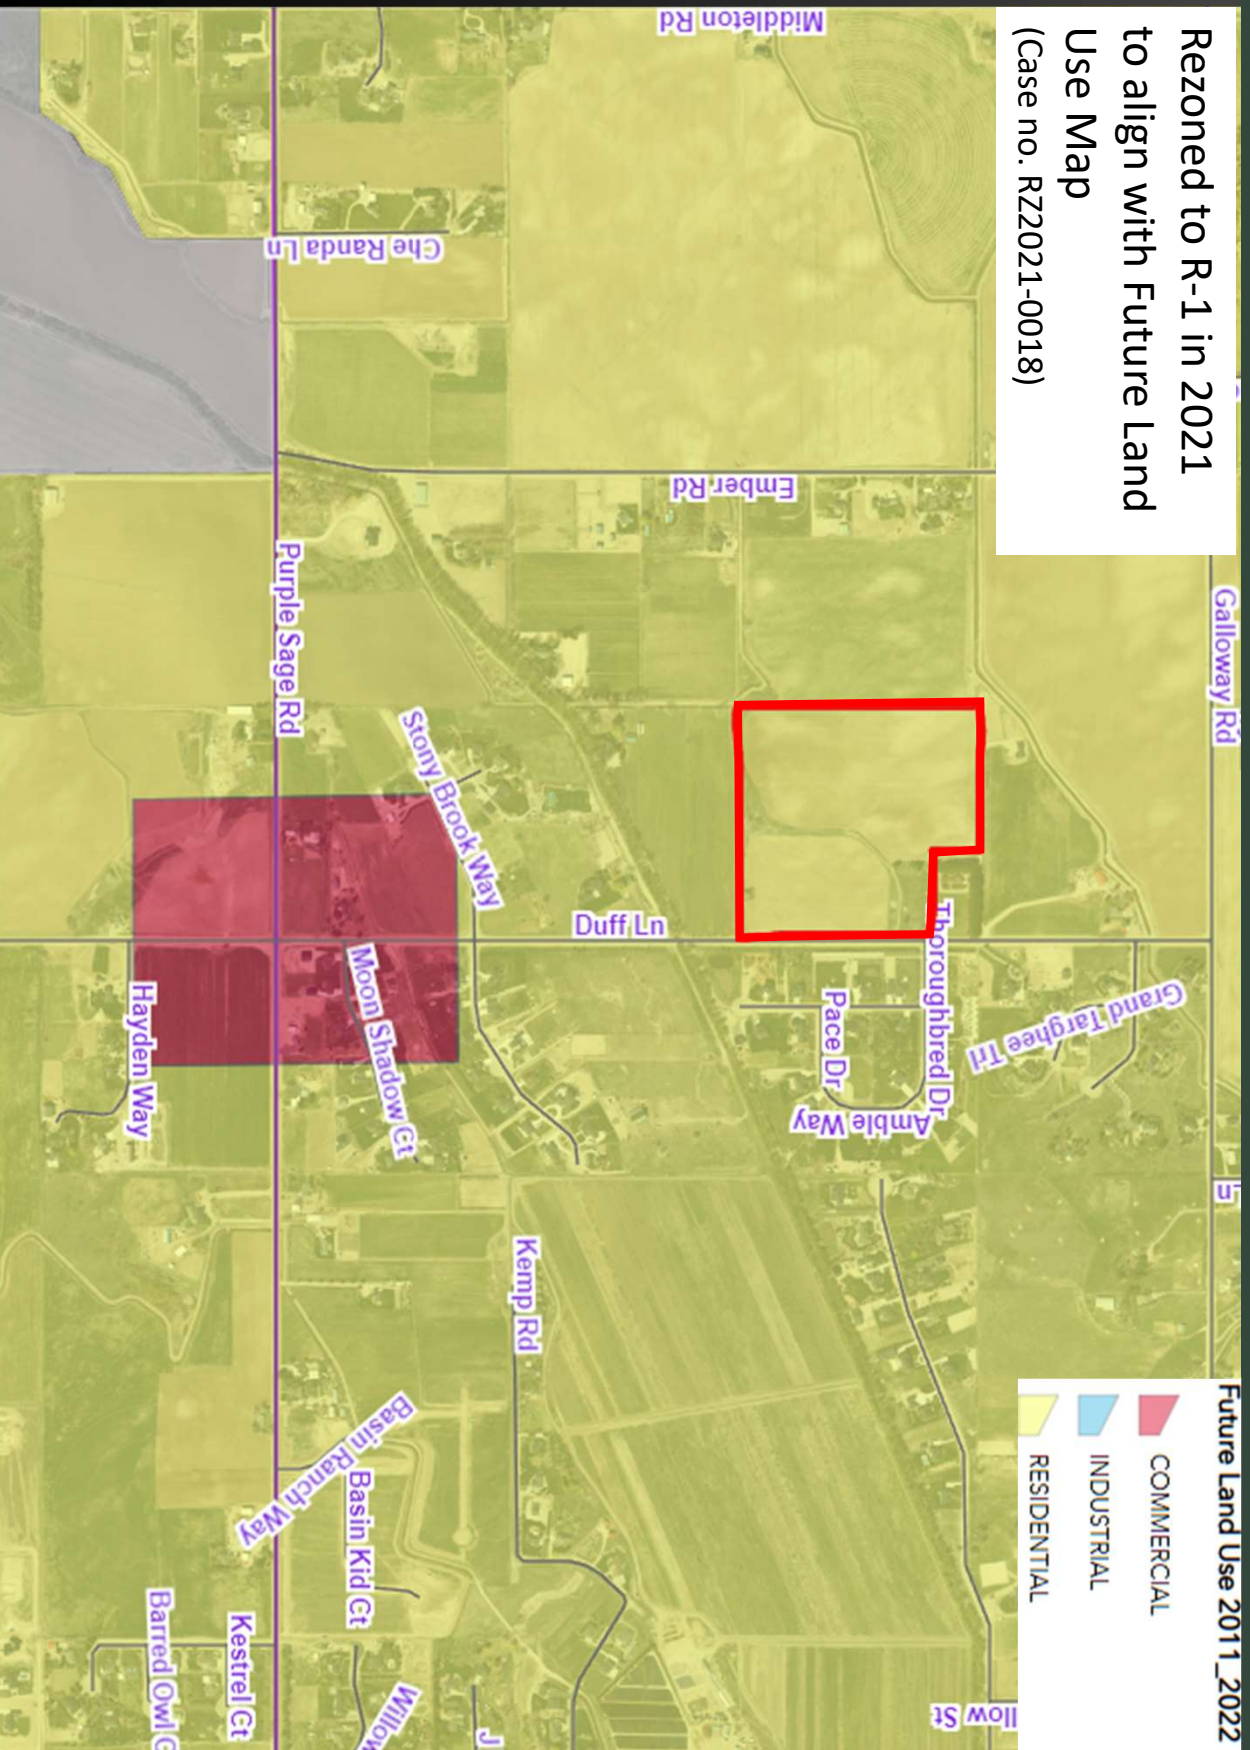 Rezoned to R-1 in 2021
to align with Future Land
Use Map
(Case no. RZ2021-0018)
Galloway Rd
Future Land Use 2011_2022
COMMERCIAL
INDUSTRIAL
RESIDENTIAL
Middleton Rd
Ember Rd
Che Randa Ln
Purple Sage Rd
Stony Brook Way
Duff Ln
Thoroughbred Dr
Grand Targhee Trl
Pace Dr
Amble Way
Moon Shadow Ct
Hayden Way
Kemp Rd
Basin Ranch Way
Basin Kid Ct
Kestrel Ct
Barred Owl C
Willow
J
llow St